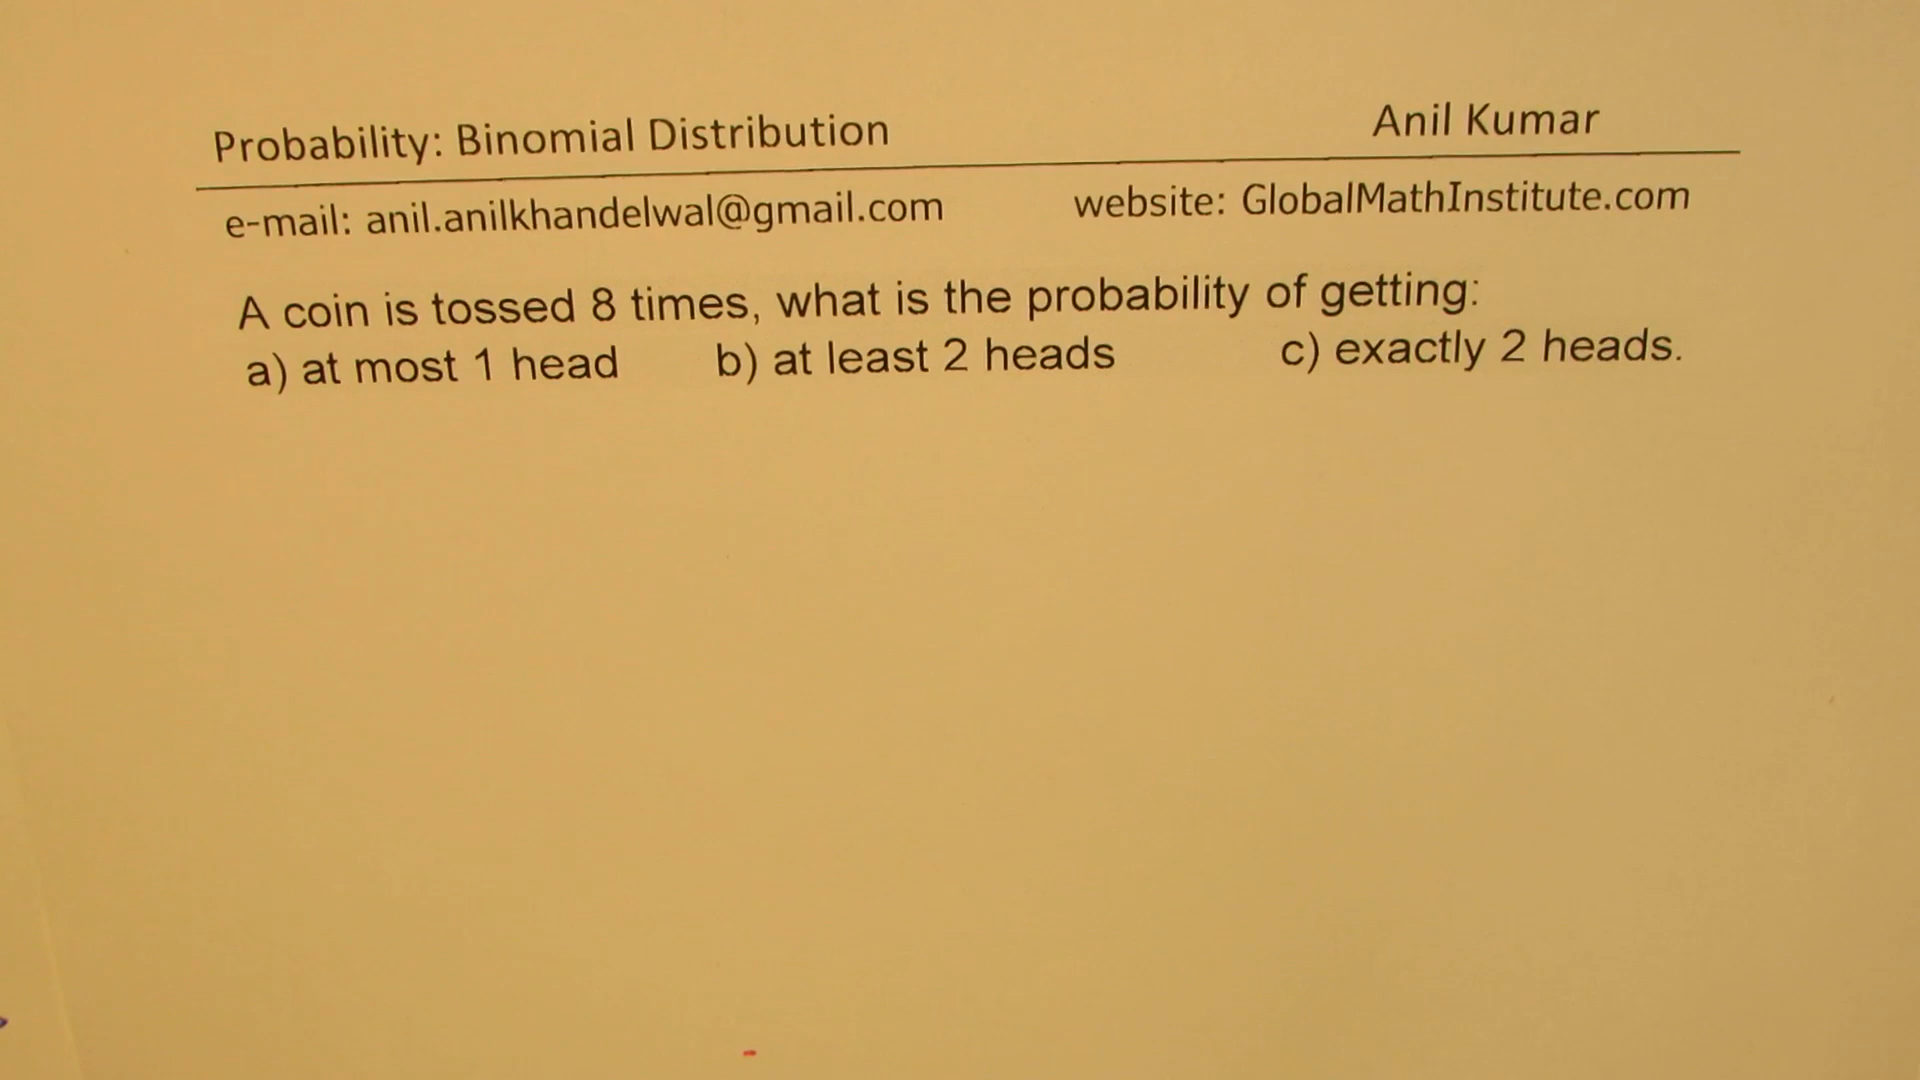 Probability: Binomial Distribution Anil Kumar
e-mail: anil.anilkhandelwal@gmail.com website: GlobalMathInstitute.com
A coin is tossed 8 times, what is the probability of getting:
a) at most 1 head b) at least 2 heads c) exactly 2 heads.